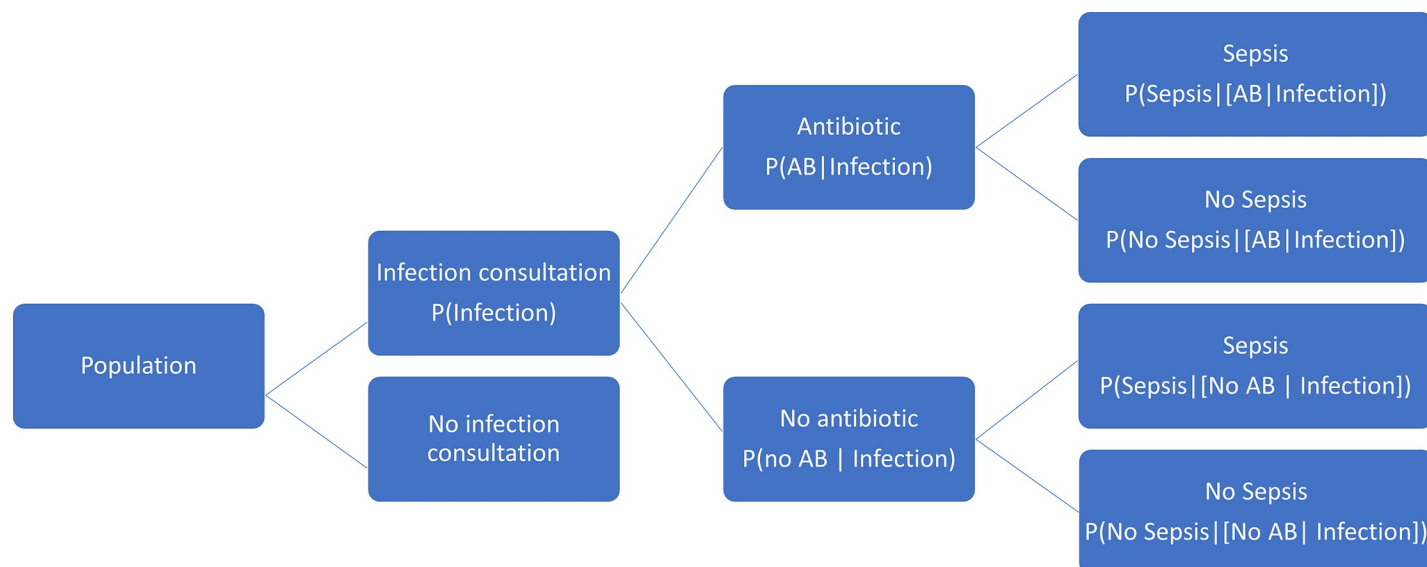 Population
Infection consultation
P(Infection)
No infection
consultation
Antibiotic
P(AB|Infection)
No antibiotic
P(no AB | Infection)
Sepsis
P(Sepsis|[AB|Infection])
No Sepsis
P(No Sepsis|[AB|Infection])
Sepsis
P(Sepsis|[No AB | Infection])
No Sepsis
P(No Sepsis|[No AB| Infection])